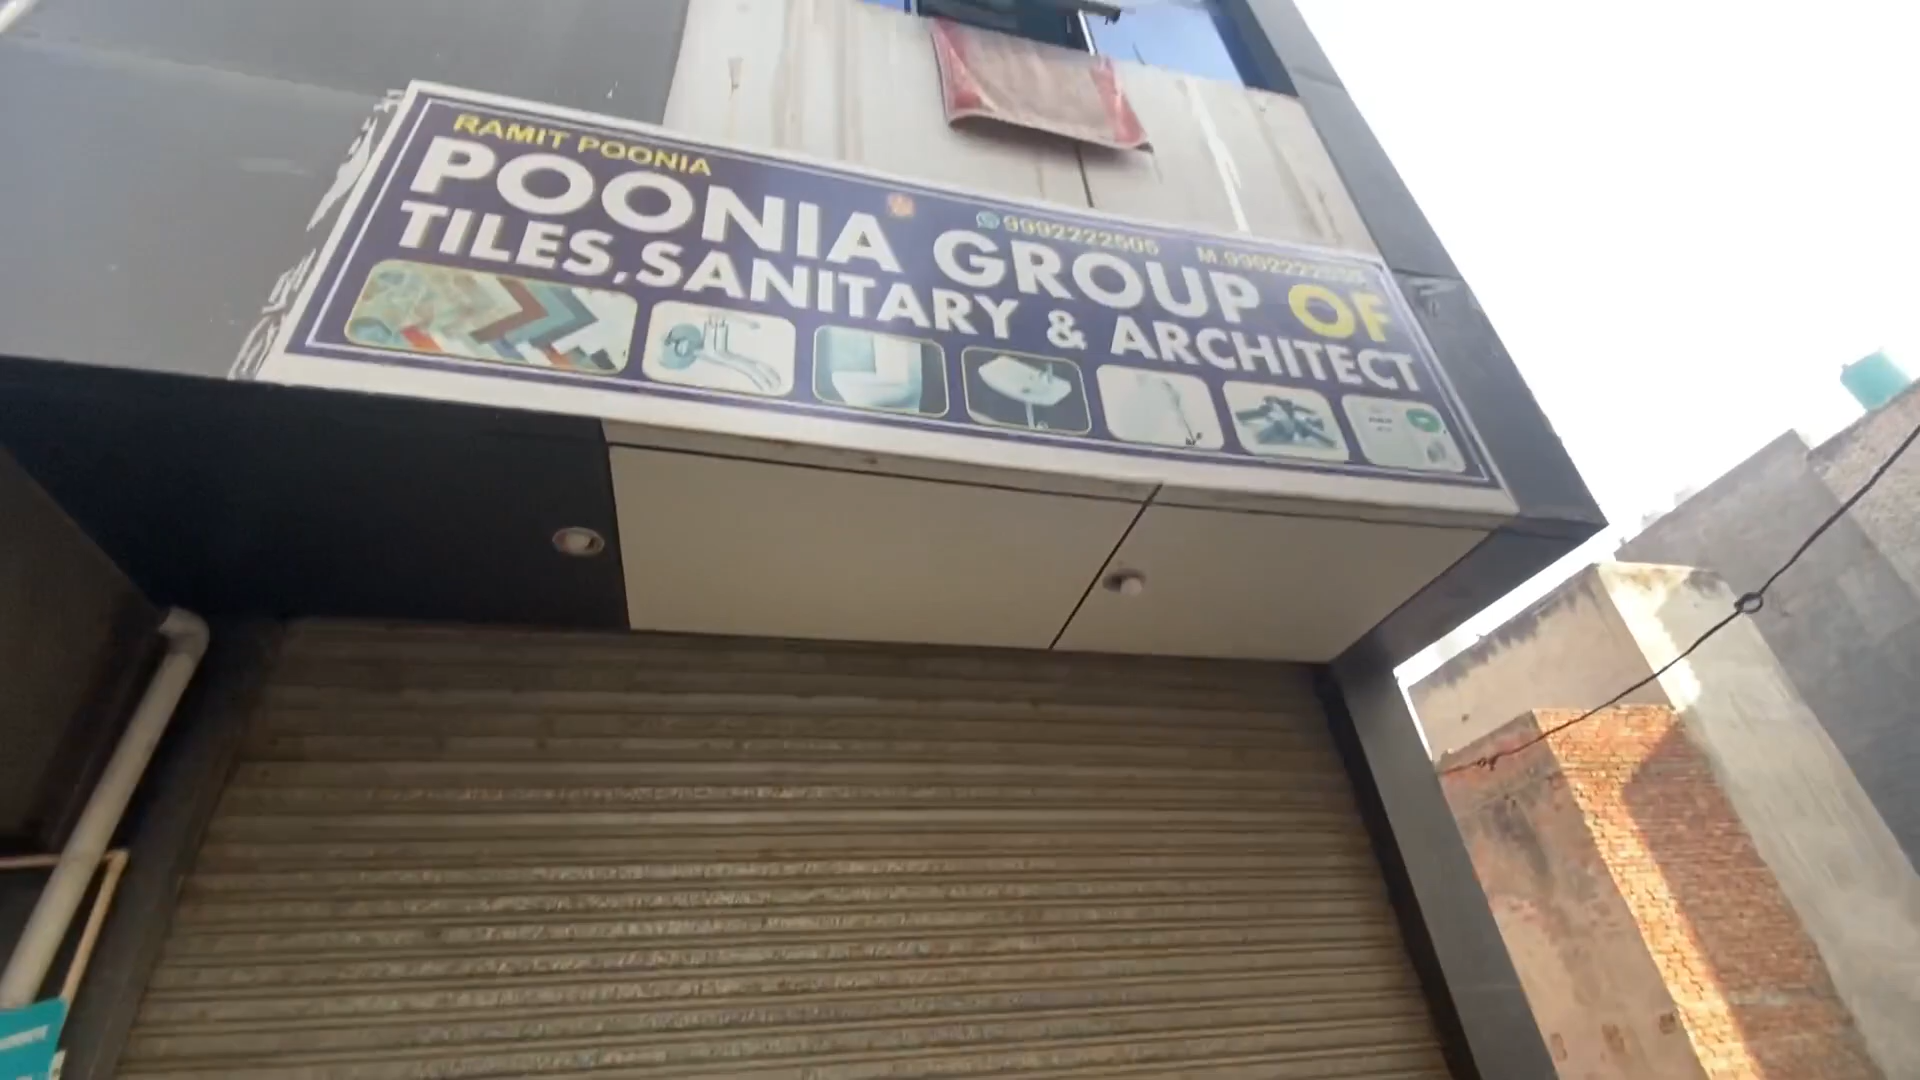 RAMIT POONIA
9992222505
POONIA GROUP OF
TILES,SANITARY & ARCHITECT